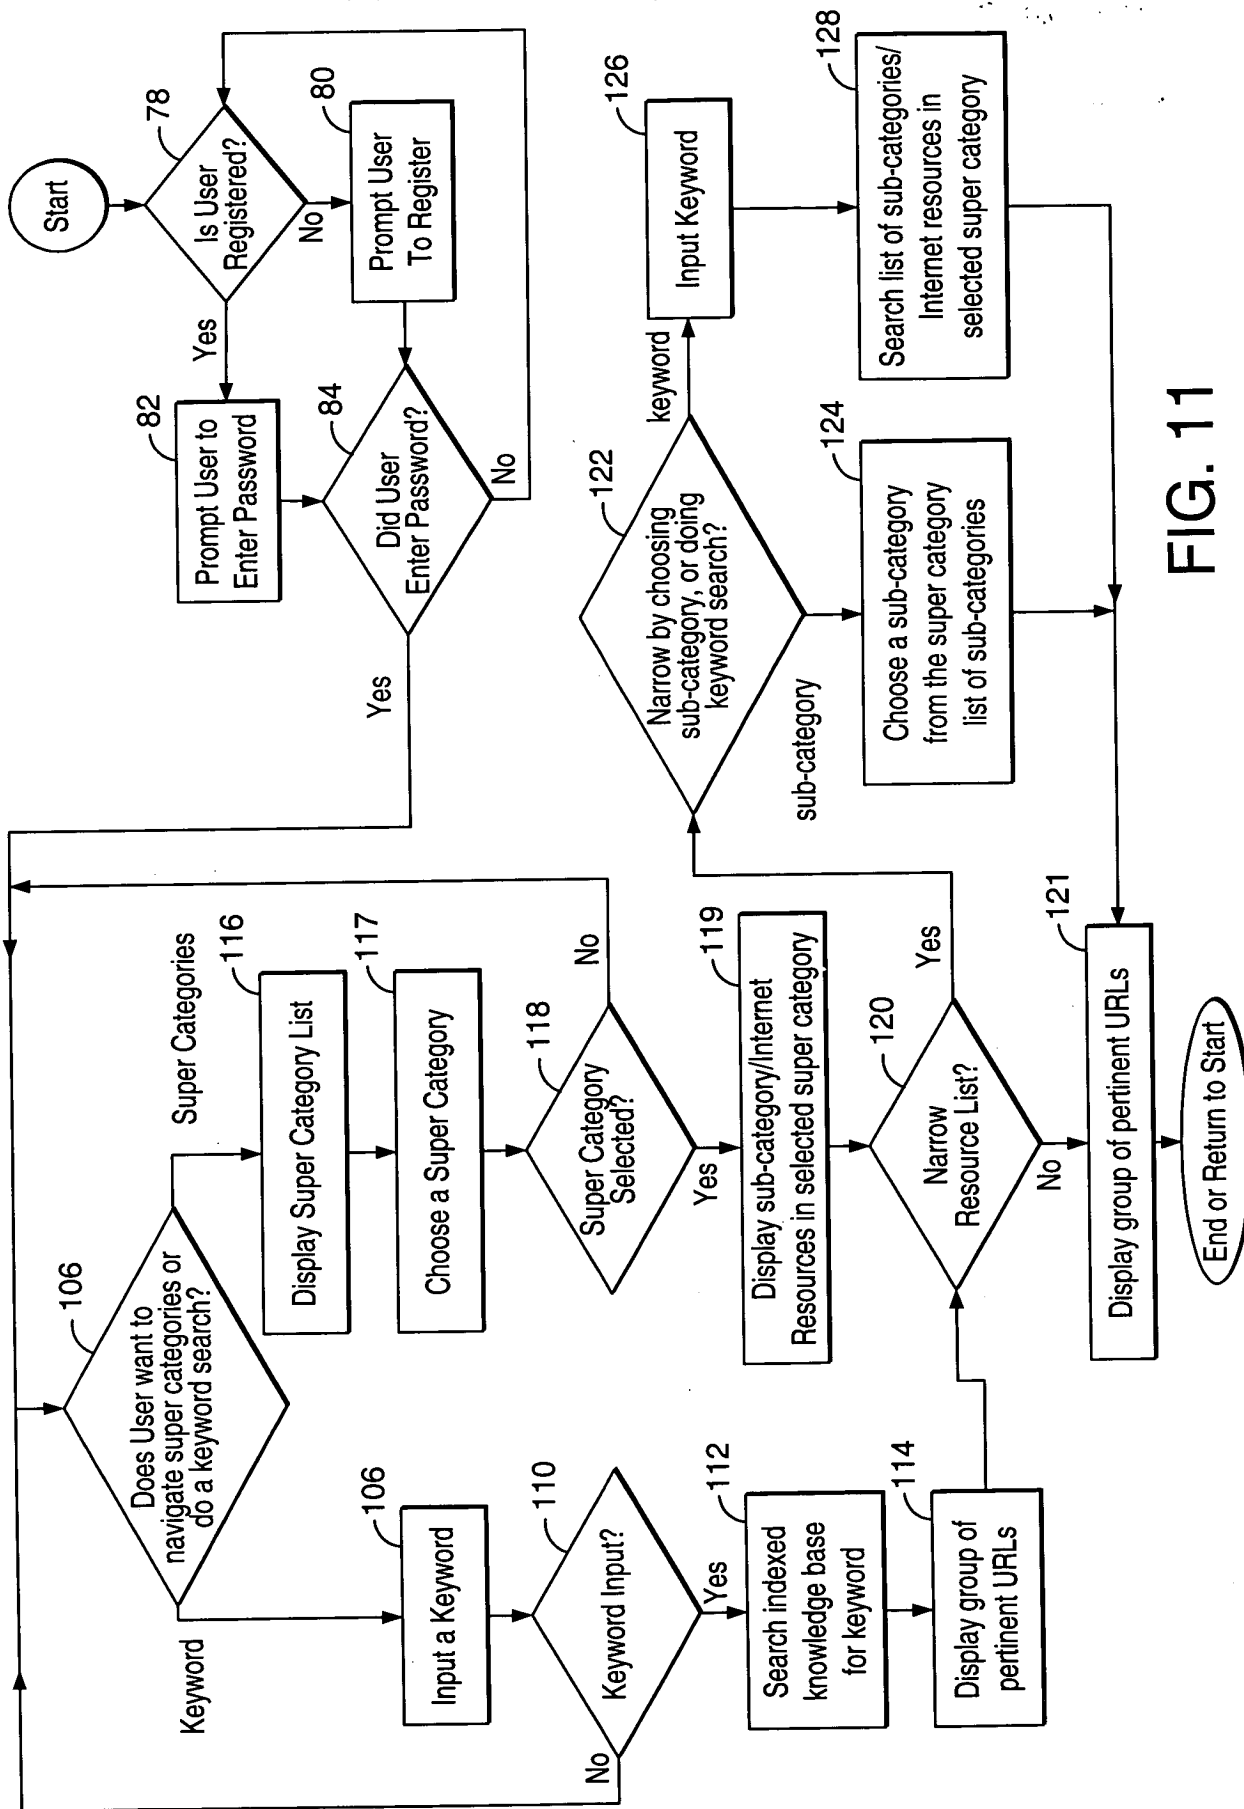 Start
78
Is User
Registered?
Yes
No
80
Prompt User
To Register
82
Prompt User to
Enter Password
84
Did User
Enter Password?
No
Yes
106
Does User want to
navigate super categories or
do a keyword search?
Super Categories
Keyword
116
Display Super Category List
117
Choose a Super Category
118
Super Category
Selected?
No
Yes
119
Display sub-category/Internet
Resources in selected super category
106
Input a Keyword
110
Keyword Input?
No
Yes
112
Search indexed
knowledge base
for keyword
114
Display group of
pertinent URLs
120
Narrow
Resource List?
Yes
No
122
Narrow by choosing
sub-category, or doing
keyword search?
keyword
sub-category
126
Input Keyword
128
Search list of sub-categories/
Internet resources in
selected super category
124
Choose a sub-category
from the super category
list of sub-categories
121
Display group of pertinent URLs
End or Return to Start
FIG. 11